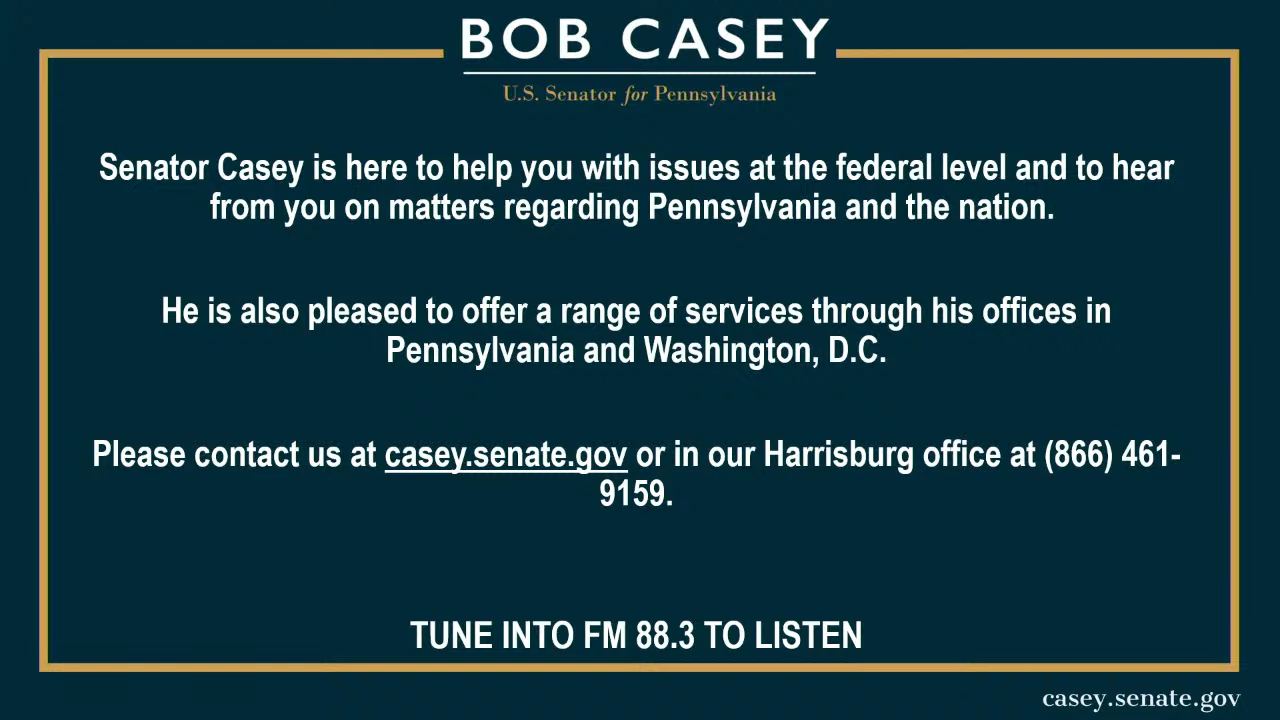 BOB CASEY
U.S. Senator for Pennsylvania
Senator Casey is here to help you with issues at the federal level and to hear
from you on matters regarding Pennsylvania and the nation.
He is also pleased to offer a range of services through his offices in
Pennsylvania and Washington, D.C.
Please contact us at casey.senate.gov or in our Harrisburg office at (866) 461-
9159.
TUNE INTO FM 88.3 TO LISTEN
casey.senate.gov